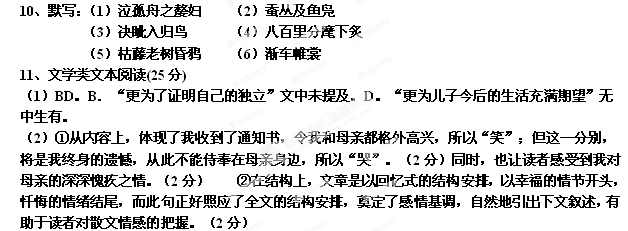 10、默写：（1）泣孤舟之嫠妇 （2）蚕丛及鱼凫
（3）决眦入归鸟 （4）八百里分麾下炙
（5）枯藤老树昏鸦 （6）渐车帷裳
11、文学类文本阅读(25 分)
（1）BD。B．“更为了证明自己的独立”文中未提及。D．“更为儿子今后的生活充满期望”无
中生有。
（2）①从内容上，体现了我收到了通知书，令我和母亲都格外高兴，所以“笑”；但这一分别，
将是我终身的遗憾，从此不能侍奉在母亲身边，所以“哭”。（2 分）同时，也让读者感受到我对
母亲的深深愧疚之情。（2 分） ②在结构上，文章是以回忆式的结构安排，以幸福的情节开头，
忏悔的情绪结尾，而此句正好照应了全文的结构安排，奠定了感情基调，自然地引出下文叙述，有
助于读者对散文情感的把握。（2 分）